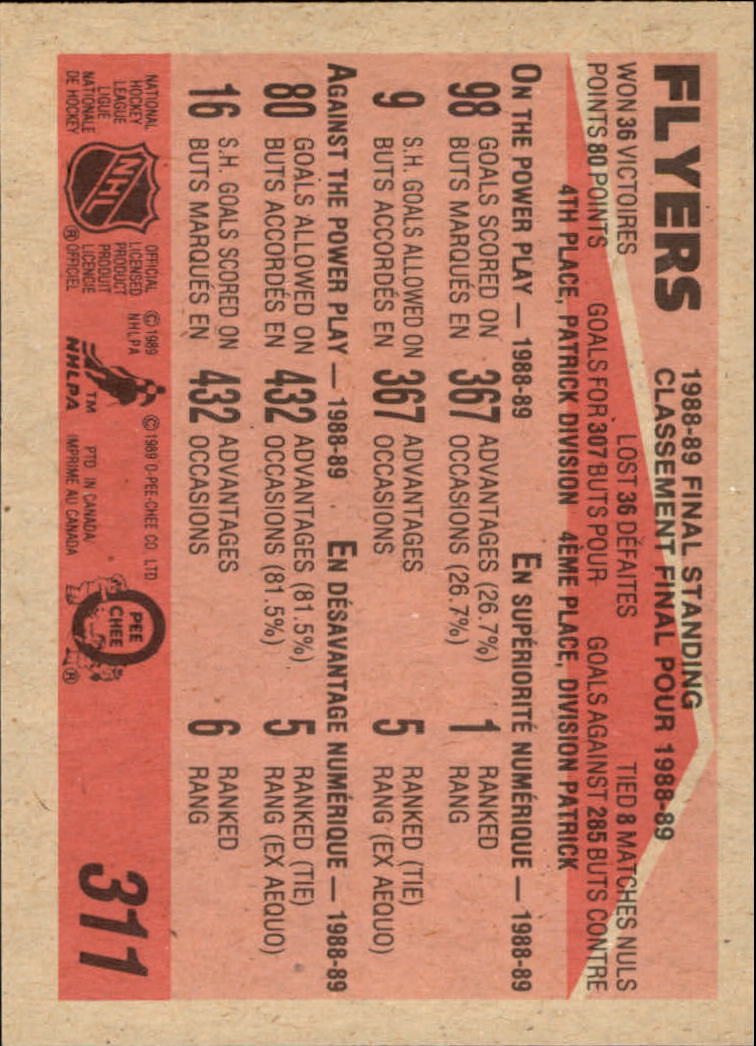 FLYERS
1988-89 FINAL STANDING
CLASSEMENT FINAL POUR 1988-89
WON 36 VICTOIRES LOST 36 DÉFAITES TIED 8 MATCHES NULS
POINTS 80 POINTS GOALS FOR 307 BUTS POUR GOALS AGAINST 285 BUTS CONTRE
4TH PLACE, PATRICK DIVISION 4ÈME PLACE, DIVISION PATRICK
ON THE POWER PLAY — 1988-89 EN SUPÉRIORITÉ NUMÉRIQUE — 1988-89
98 GOALS SCORED ON 367 ADVANTAGES (26.7%) 1 RANKED
BUTS MARQUÉS EN OCCASIONS (26.7%) RANG
9 S.H. GOALS ALLOWED ON 367 ADVANTAGES 5 RANKED (TIE)
BUTS ACCORDÉS EN OCCASIONS RANG (EX AEQUO)
AGAINST THE POWER PLAY — 1988-89 EN DÉSAVANTAGE NUMÉRIQUE — 1988-89
80 GOALS ALLOWED ON 432 ADVANTAGES (81.5%) 5 RANKED (TIE)
BUTS ACCORDÉS EN OCCASIONS (81.5%) RANG (EX AEQUO)
16 S.H. GOALS SCORED ON 432 ADVANTAGES 6 RANKED
BUTS MARQUÉS EN OCCASIONS RANG
NATIONAL
HOCKEY
LEAGUE
LIGUE
NATIONALE
DE HOCKEY
NHL
®
OFFICIAL
LICENSED
PRODUCT
PRODUIT
LICENCIÉ
OFFICIEL
© 1989
NHLPA
NHLPA
TM
© 1989 O-PEE-CHEE CO LTD
PTD IN CANADA
IMPRIMÉ AU CANADA
O
PEE
CHEE
®
311